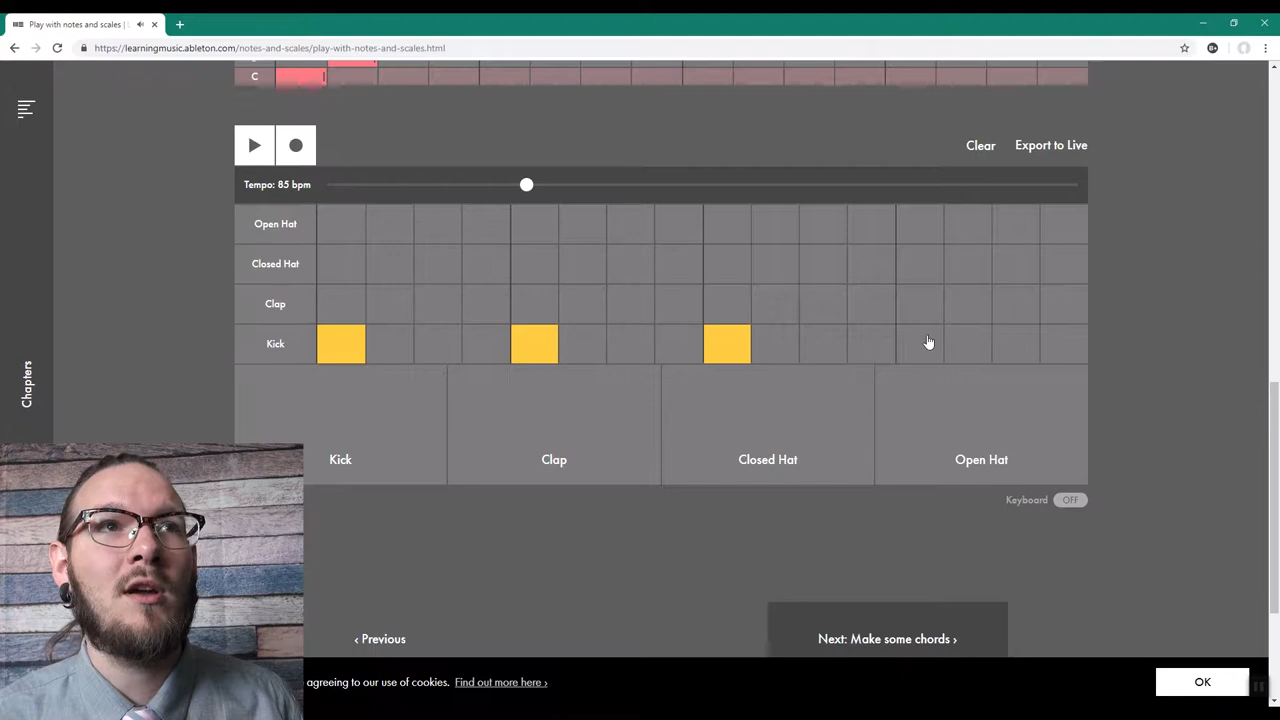 Play with notes and scales |
https://learningmusic.ableton.com/notes-and-scales/play-with-notes-and-scales.html
C
Clear
Export to Live
Tempo: 85 bpm
Open Hat
Closed Hat
Clap
Kick
Kick
Clap
Closed Hat
Open Hat
Keyboard OFF
Chapters
‹ Previous
Next: Make some chords ›
agreeing to our use of cookies. Find out more here ›
OK